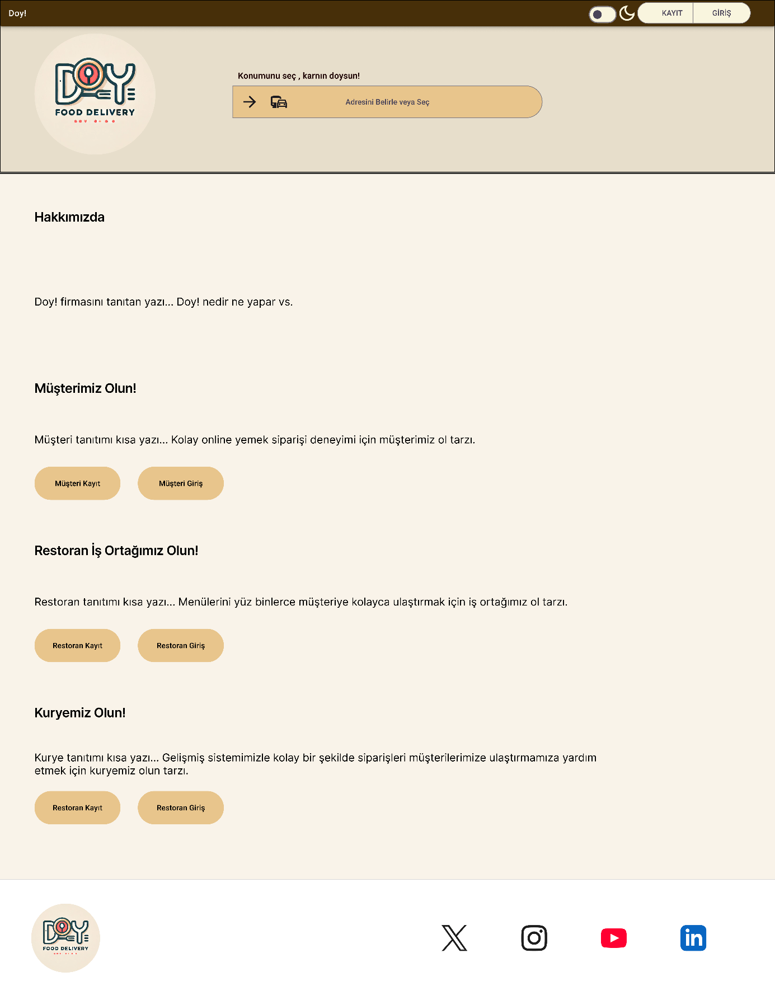 Doy!
KAYIT
GİRİŞ
DOY
FOOD DELIVERY
Konumunu seç , karnın doysun!
Adresini Belirle veya Seç
Hakkımızda
Doy! firmasını tanıtan yazı... Doy! nedir ne yapar vs.
Müşterimiz Olun!
Müşteri tanıtımı kısa yazı... Kolay online yemek siparişi deneyimi için müşterimiz ol tarzı.
Müşteri Kayıt
Müşteri Giriş
Restoran İş Ortağımız Olun!
Restoran tanıtımı kısa yazı... Menülerini yüz binlerce müşteriye kolayca ulaştırmak için iş ortağımız ol tarzı.
Restoran Kayıt
Restoran Giriş
Kuryemiz Olun!
Kurye tanıtımı kısa yazı... Gelişmiş sistemimizle kolay bir şekilde siparişleri müşterilerimize ulaştırmamıza yardım
etmek için kuryemiz olun tarzı.
Restoran Kayıt
Restoran Giriş
DOY
FOOD DELIVERY
in